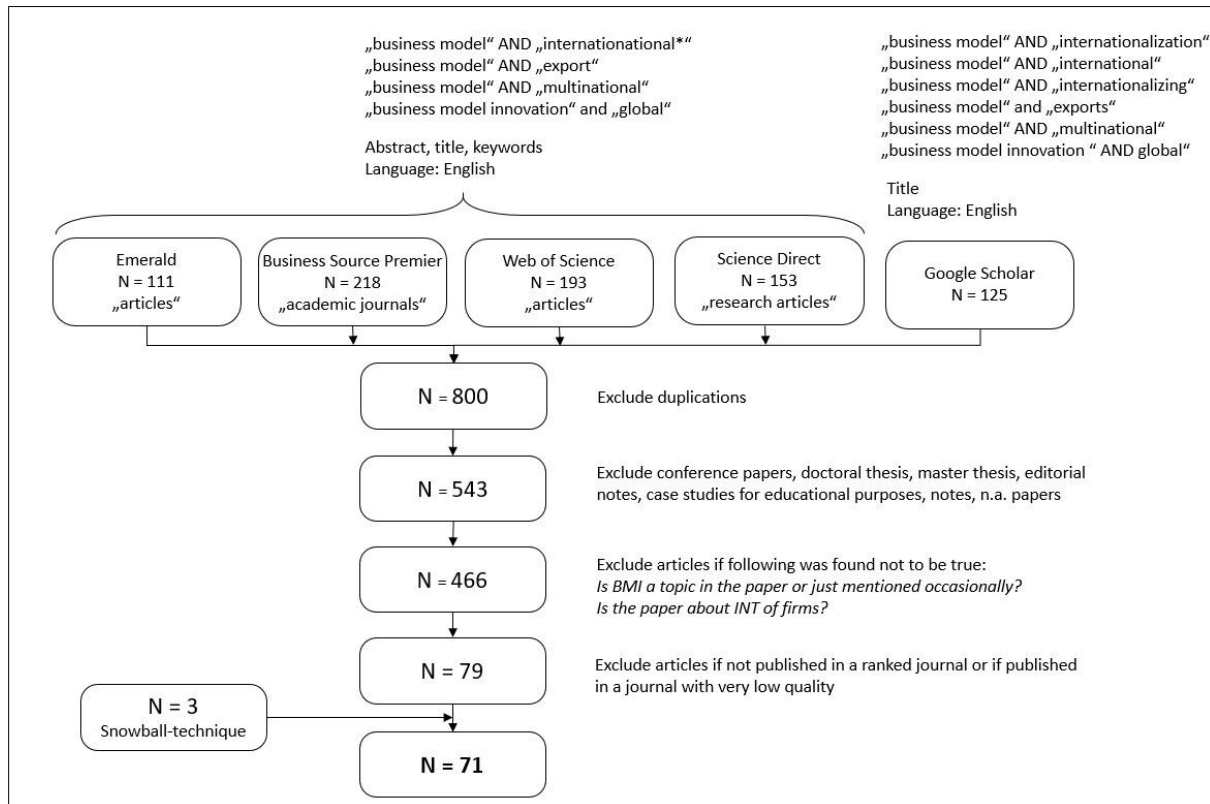 „business model“ AND „internationational*“
„business model“ AND „export“
„business model“ AND „multinational“
„business model innovation“ and „global“
Abstract, title, keywords
Language: English
„business model“ AND „internationalization“
„business model“ AND „international“
„business model“ AND „internationalizing“
„business model“ and „exports“
„business model“ AND „multinational“
„business model innovation “ AND global“
Title
Language: English
Emerald
N = 111
„articles“
Business Source Premier
N = 218
„academic journals“
Web of Science
N = 193
„articles“
Science Direct
N = 153
„research articles“
Google Scholar
N = 125
N = 800
Exclude duplications
N = 543
Exclude conference papers, doctoral thesis, master thesis, editorial
notes, case studies for educational purposes, notes, n.a. papers
N = 466
Exclude articles if following was found not to be true:
Is BMI a topic in the paper or just mentioned occasionally?
Is the paper about INT of firms?
N = 79
Exclude articles if not published in a ranked journal or if published
in a journal with very low quality
N = 3
Snowball-technique
N = 71